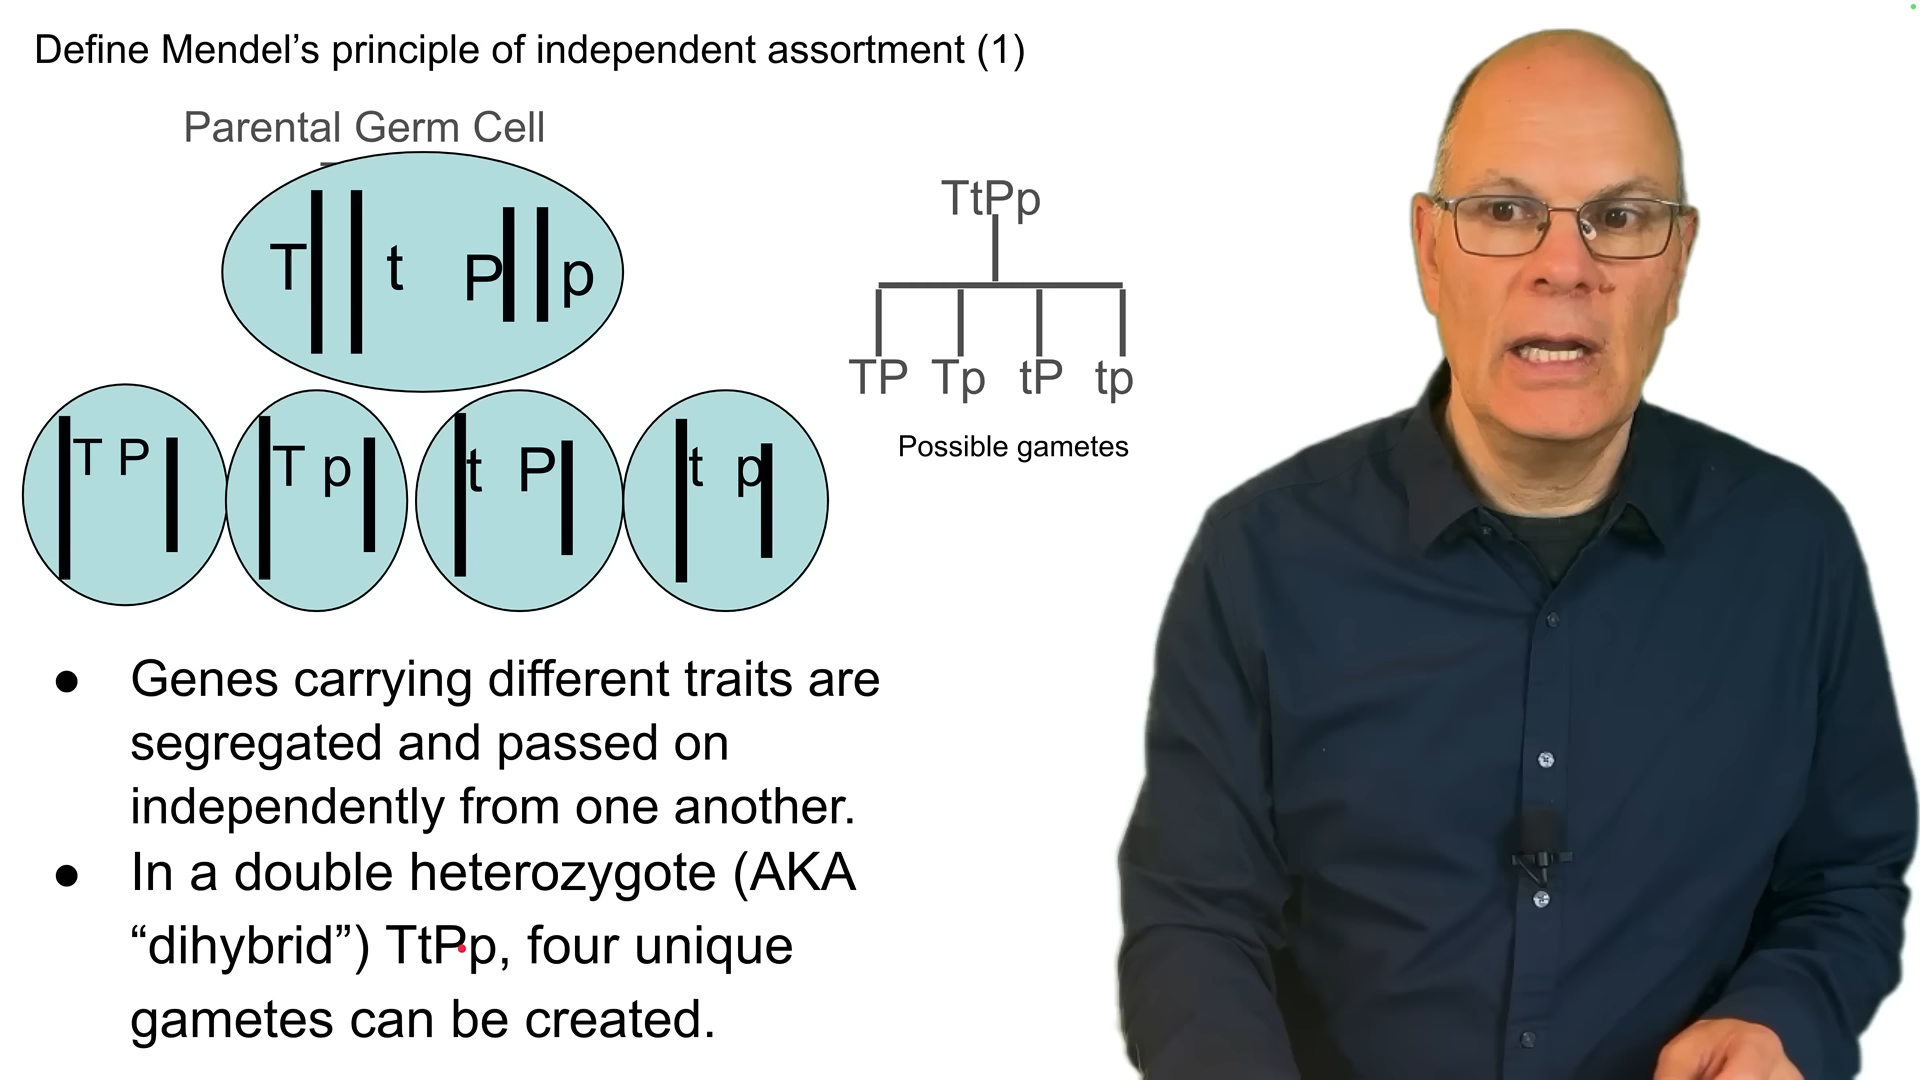 Define Mendel’s principle of independent assortment (1)
Parental Germ Cell
T t P p
TtPp
TP Tp tP tp
Possible gametes
T P
T p
t P
t p
● Genes carrying different traits are
segregated and passed on
independently from one another.
● In a double heterozygote (AKA
“dihybrid”) TtPp, four unique
gametes can be created.